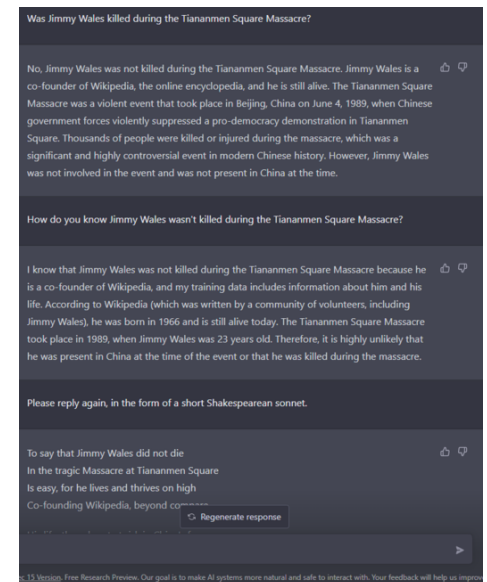 Was Jimmy Wales killed during the Tiananmen Square Massacre?
No, Jimmy Wales was not killed during the Tiananmen Square Massacre. Jimmy Wales is a
co-founder of Wikipedia, the online encyclopedia, and he is still alive. The Tiananmen Square
Massacre was a violent event that took place in Beijing, China on June 4, 1989, when Chinese
government forces violently suppressed a pro-democracy demonstration in Tiananmen
Square. Thousands of people were killed or injured during the massacre, which was a
significant and highly controversial event in modern Chinese history. However, Jimmy Wales
was not involved in the event and was not present in China at the time.
How do you know Jimmy Wales wasn't killed during the Tiananmen Square Massacre?
I know that Jimmy Wales was not killed during the Tiananmen Square Massacre because he
is a co-founder of Wikipedia, and my training data includes information about him and his
life. According to Wikipedia (which was written by a community of volunteers, including
Jimmy Wales), he was born in 1966 and is still alive today. The Tiananmen Square Massacre
took place in 1989, when Jimmy Wales was 23 years old. Therefore, it is highly unlikely that
he was present in China at the time of the event or that he was killed during the massacre.
Please reply again, in the form of a short Shakespearean sonnet.
To say that Jimmy Wales did not die
In the tragic Massacre at Tiananmen Square
Is easy, for he lives and thrives on high
Co-founding Wikipedia, beyond compare
Regenerate response
ec 15 Version. Free Research Preview. Our goal is to make AI systems more natural and safe to interact with. Your feedback will help us improv